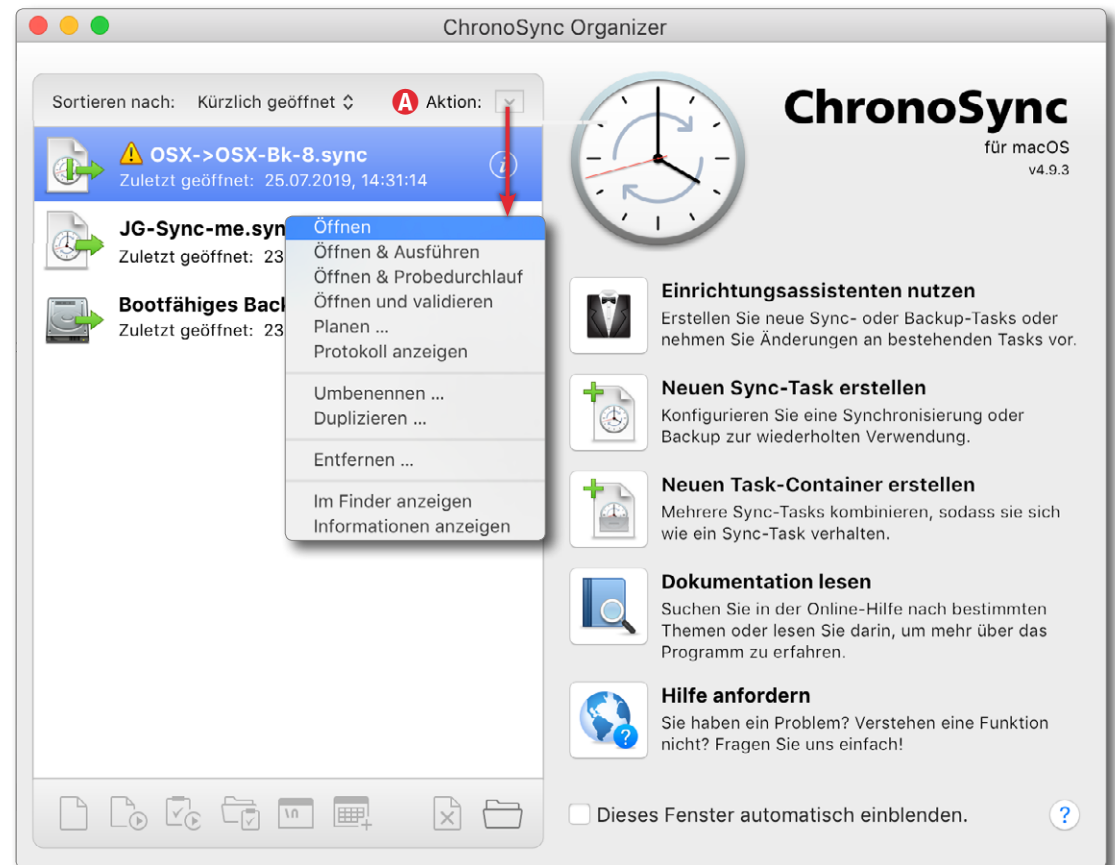 ChronoSync Organizer
Sortieren nach: Kürzlich geöffnet
A Aktion:
OSX->OSX-Bk-8.sync
Zuletzt geöffnet: 25.07.2019, 14:31:14
JG-Sync-me.syn
Zuletzt geöffnet: 23
Bootfähiges Back
Zuletzt geöffnet: 23
Öffnen
Öffnen & Ausführen
Öffnen & Probedurchlauf
Öffnen und validieren
Planen ...
Protokoll anzeigen
Umbenennen ...
Duplizieren ...
Entfernen ...
Im Finder anzeigen
Informationen anzeigen
ChronoSync
für macOS
v4.9.3
Einrichtungsassistenten nutzen
Erstellen Sie neue Sync- oder Backup-Tasks oder
nehmen Sie Änderungen an bestehenden Tasks vor.
Neuen Sync-Task erstellen
Konfigurieren Sie eine Synchronisierung oder
Backup zur wiederholten Verwendung.
Neuen Task-Container erstellen
Mehrere Sync-Tasks kombinieren, sodass sie sich
wie ein Sync-Task verhalten.
Dokumentation lesen
Suchen Sie in der Online-Hilfe nach bestimmten
Themen oder lesen Sie darin, um mehr über das
Programm zu erfahren.
Hilfe anfordern
Sie haben ein Problem? Verstehen eine Funktion
nicht? Fragen Sie uns einfach!
Dieses Fenster automatisch einblenden.
?